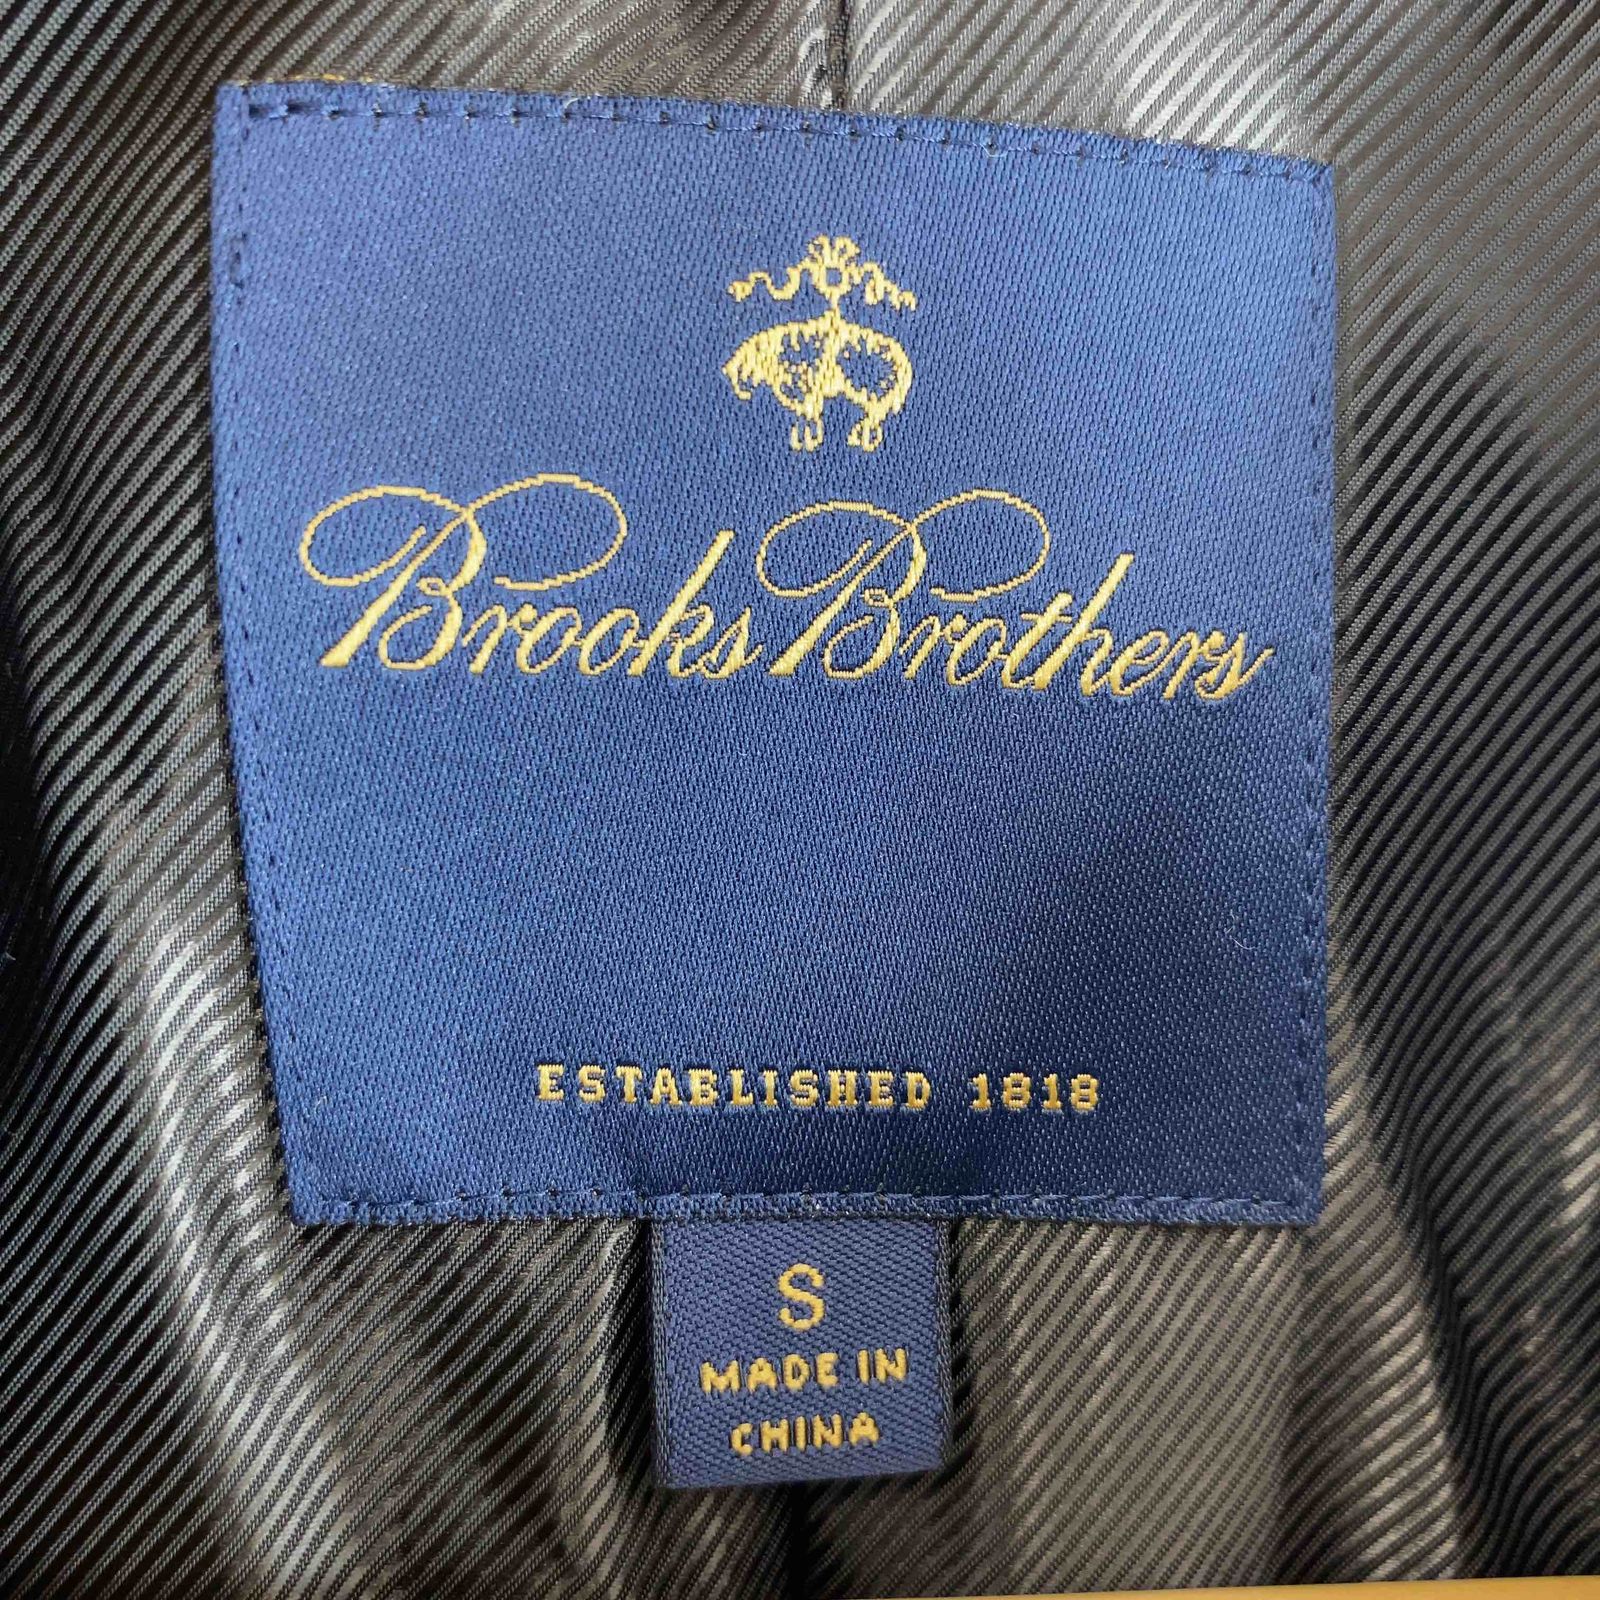 Brooks Brothers
ESTABLISHED 1818
S
MADE IN
CHINA